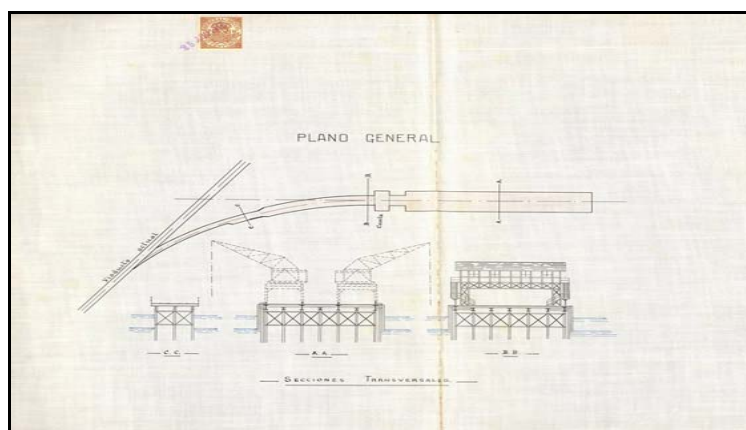 PLANO GENERAL
Viaducto actual
C
C
B
B
A
A
C.C.
A.A.
B.B.
SECCIONES TRANSVERSALES